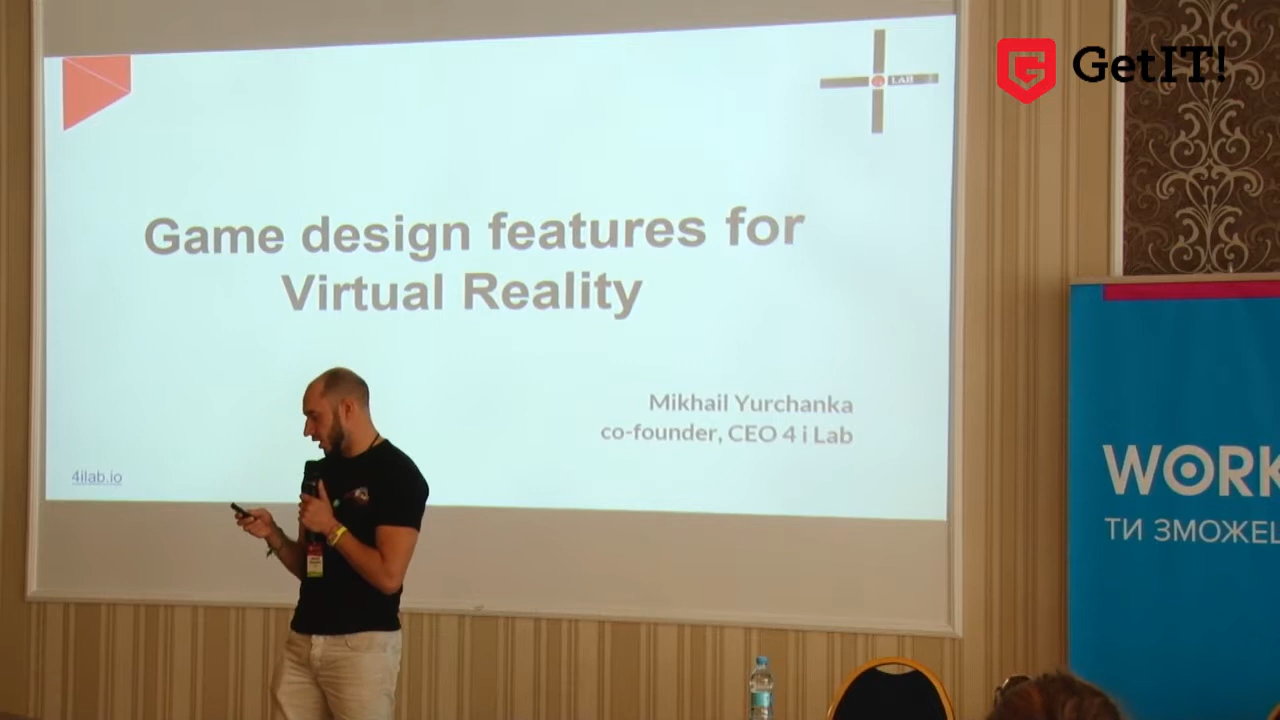 GetIT!
LAB
Game design features for
Virtual Reality
Mikhail Yurchanka
co-founder, CEO 4 i Lab
4ilab.io
WORK
ТИ ЗМОЖЕШ